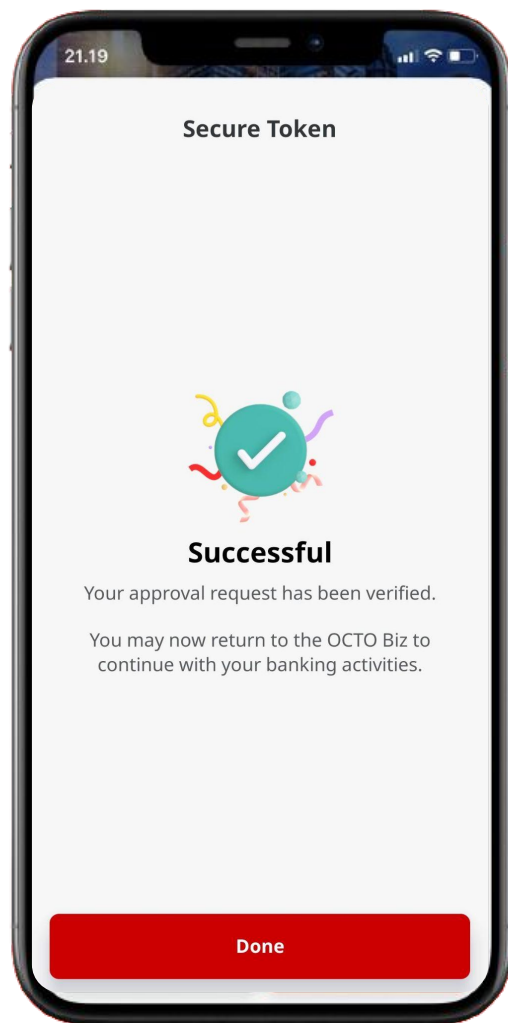 21.19
Secure Token
Successful
Your approval request has been verified.
You may now return to the OCTO Biz to
continue with your banking activities.
Done